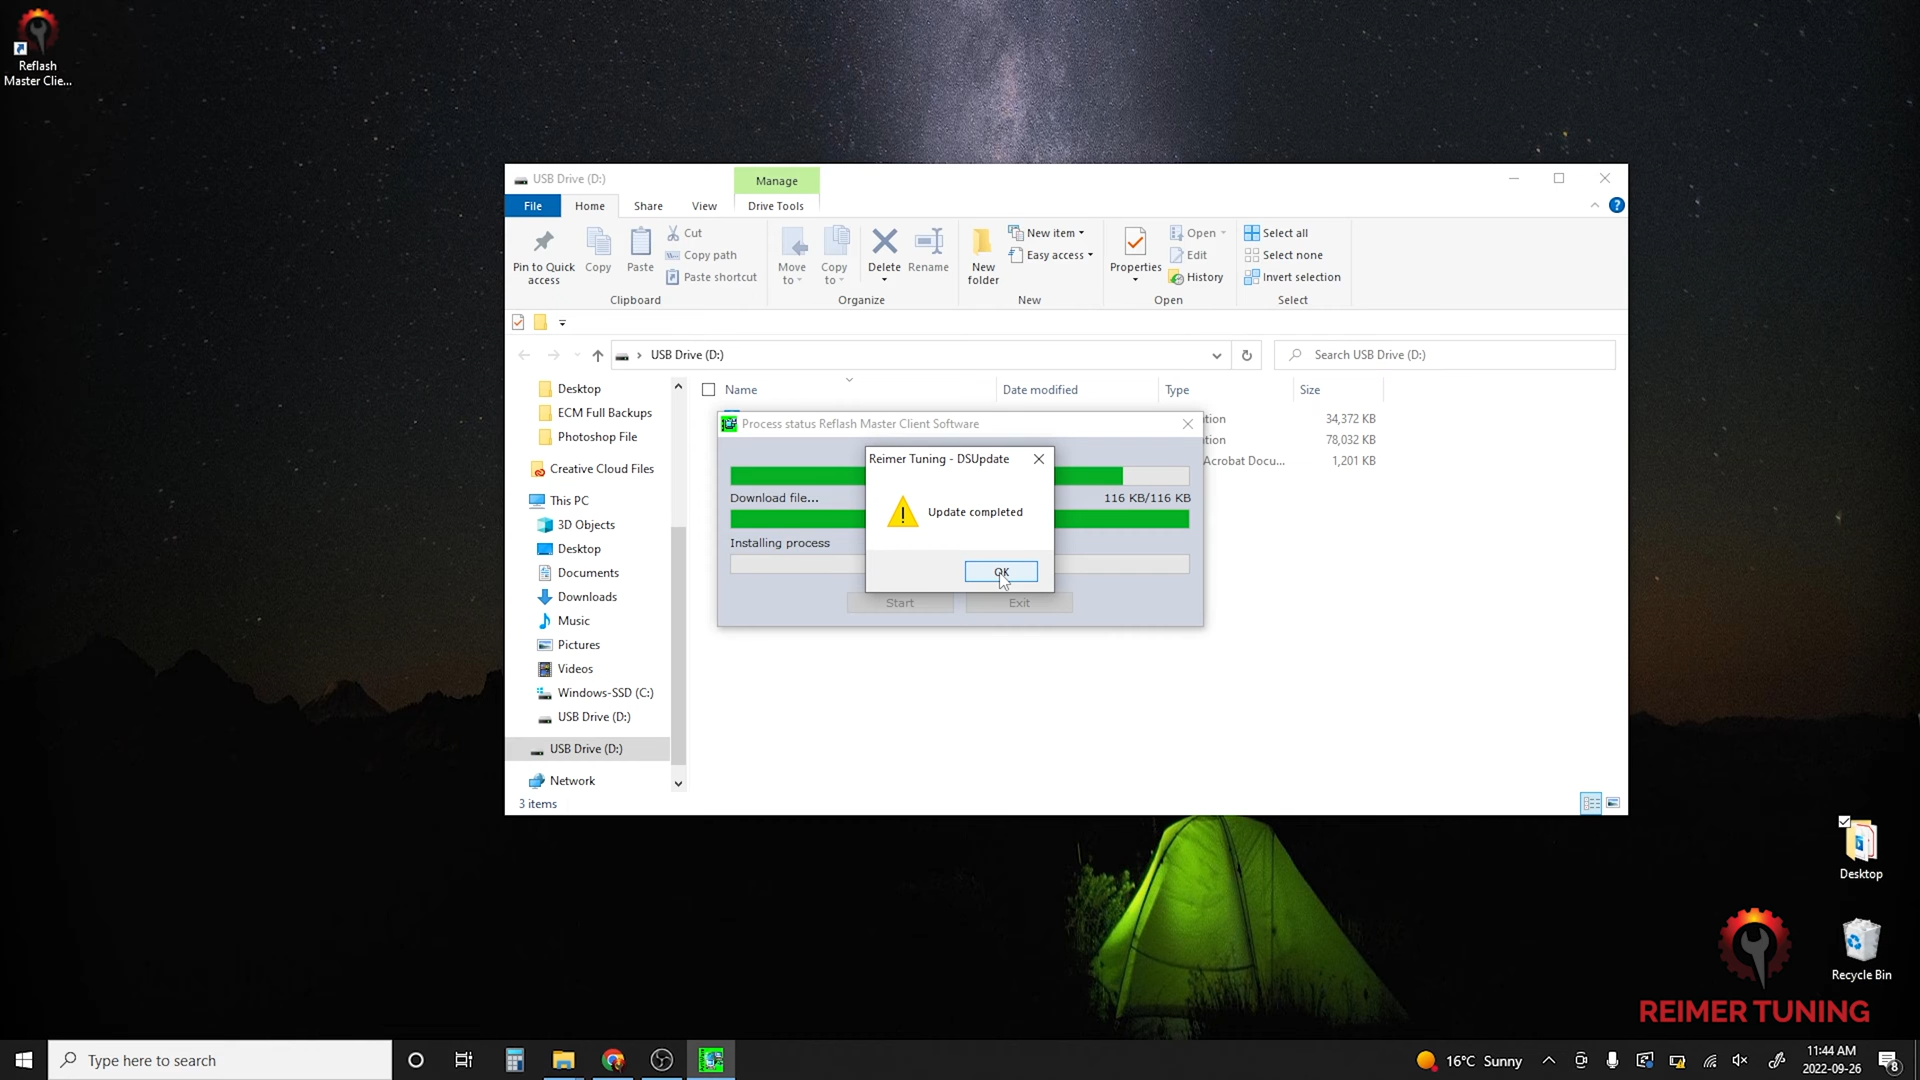 Reflash
Master Clie...
USB Drive (D:)
Manage
File
Home
Share
View
Drive Tools
Pin to Quick
access
Copy
Paste
Cut
Copy path
Paste shortcut
Clipboard
Move
to
Copy
to
Delete
Rename
Organize
New
folder
New item
Easy access
New
Properties
Open
Edit
History
Open
Select all
Select none
Invert selection
Select
USB Drive (D:)
Search USB Drive (D:)
Desktop
ECM Full Backups
Photoshop File
Creative Cloud Files
This PC
3D Objects
Desktop
Documents
Downloads
Music
Pictures
Videos
Windows-SSD (C:)
USB Drive (D:)
USB Drive (D:)
Network
3 items
Name
Date modified
Type
Size
tion
34,372 KB
tion
78,032 KB
Acrobat Docu...
1,201 KB
Process status Reflash Master Client Software
Download file...
116 KB/116 KB
Installing process
Start
Exit
Reimer Tuning - DSUpdate
Update completed
OK
Desktop
Recycle Bin
REIMER TUNING
Type here to search
16°C Sunny
11:44 AM
2022-09-26
8